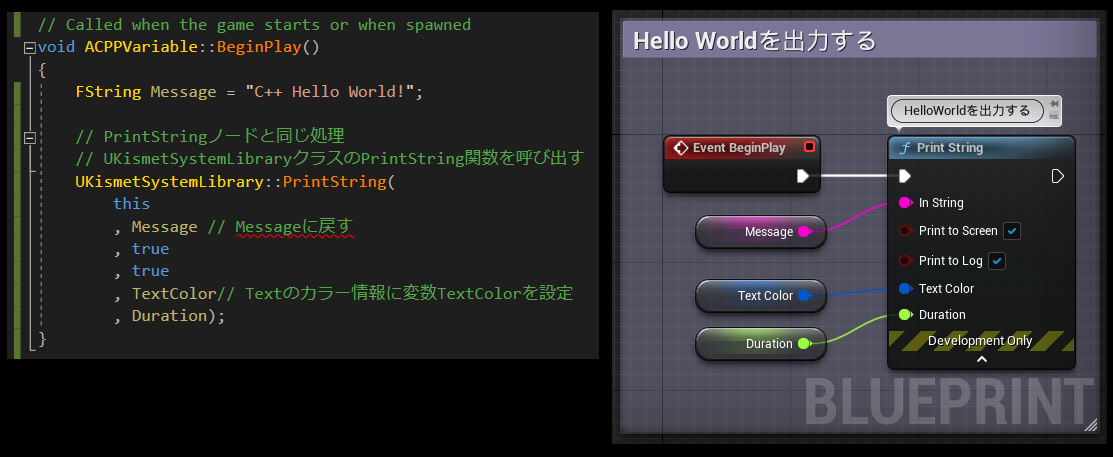 // Called when the game starts or when spawned
void ACPPVariable::BeginPlay()
{
FString Message = "C++ Hello World!";
// PrintStringノードと同じ処理
// UKismetSystemLibraryクラスのPrintString関数を呼び出す
UKismetSystemLibrary::PrintString(
this
, Message // Messageに戻す
, true
, true
, TextColor// Textのカラー情報に変数TextColorを設定
, Duration);
}
Hello Worldを出力する
HelloWorldを出力する
Event BeginPlay
Print String
In String
Message
Print to Screen
Print to Log
Text Color
Text Color
Duration
Duration
Development Only
BLUEPRINT